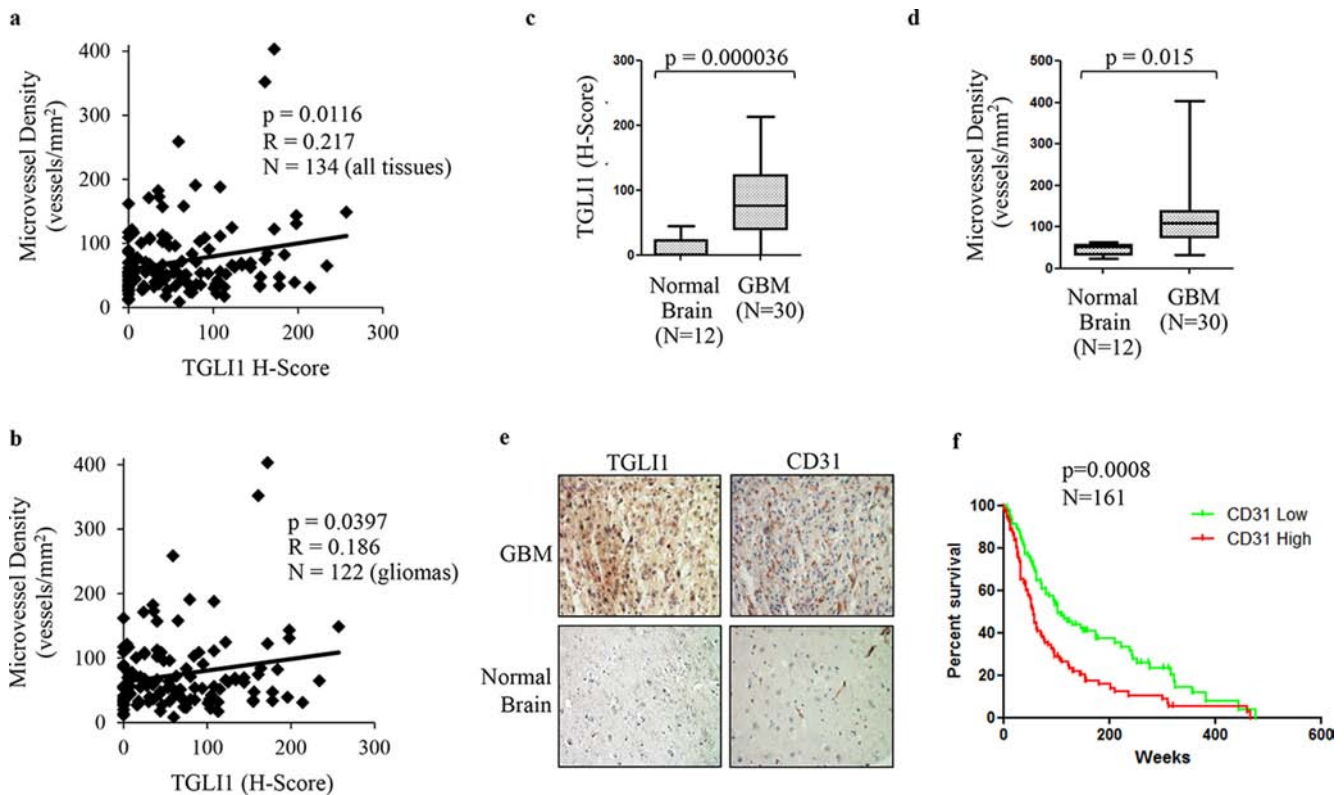 a
Microvessel Density
(vessels/mm²)
400
300
200
100
0
p = 0.0116
R = 0.217
N = 134 (all tissues)
0
100
200
300
TGLI1 H-Score
b
Microvessel Density
(vessels/mm²)
400
300
200
100
0
p = 0.0397
R = 0.186
N = 122 (gliomas)
0
100
200
300
TGLI1 (H-Score)
c
TGLI1 (H-Score)
300
200
100
0
p = 0.000036
Normal
Brain
(N=12)
GBM
(N=30)
d
Microvessel Density
(vessels/mm²)
500
400
300
200
100
0
p = 0.015
Normal
Brain
(N=12)
GBM
(N=30)
e
TGLI1
CD31
GBM
Normal
Brain
f
p=0.0008
N=161
CD31 Low
CD31 High
Percent survival
100
80
60
40
20
0
0
200
400
600
Weeks